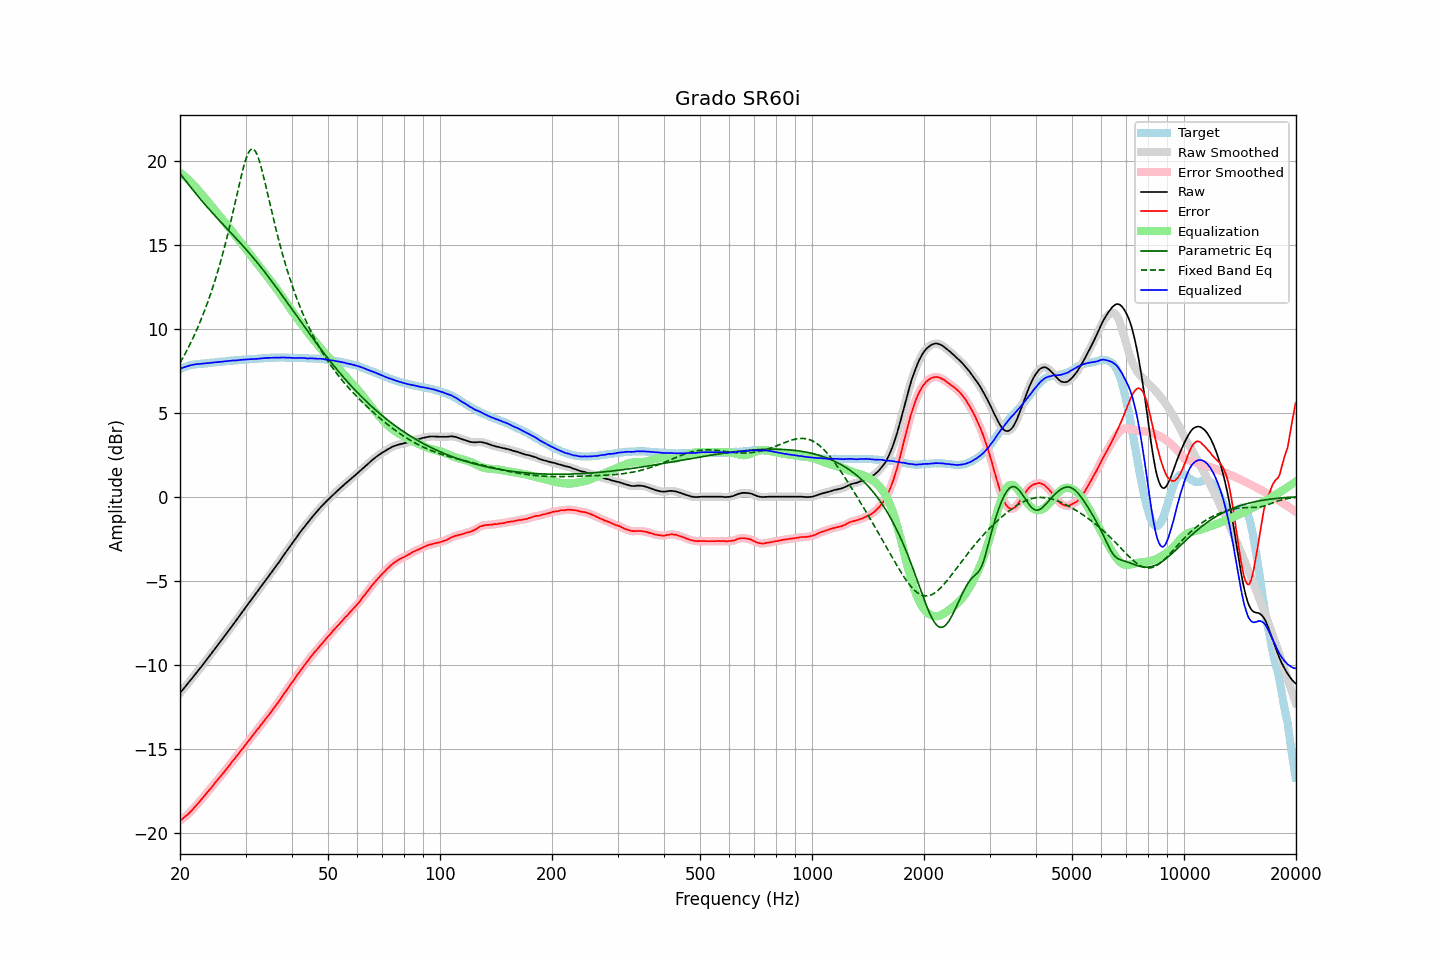 Grado SR60i
Amplitude (dBr)
20
15
10
5
0
−5
−10
−15
−20
Target
Raw Smoothed
Error Smoothed
Raw
Error
Equalization
Parametric Eq
Fixed Band Eq
Equalized
20 50 100 200 500 1000 2000 5000 10000 20000
Frequency (Hz)